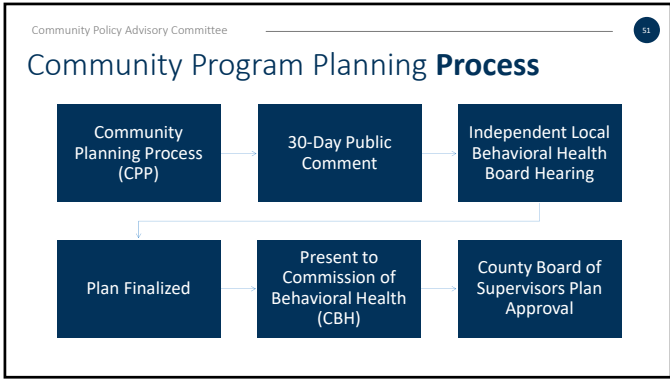 Community Policy Advisory Committee
51
Community Program Planning Process
Community
Planning Process
(CPP)
30-Day Public
Comment
Independent Local
Behavioral Health
Board Hearing
Plan Finalized
Present to
Commission of
Behavioral Health
(CBH)
County Board of
Supervisors Plan
Approval